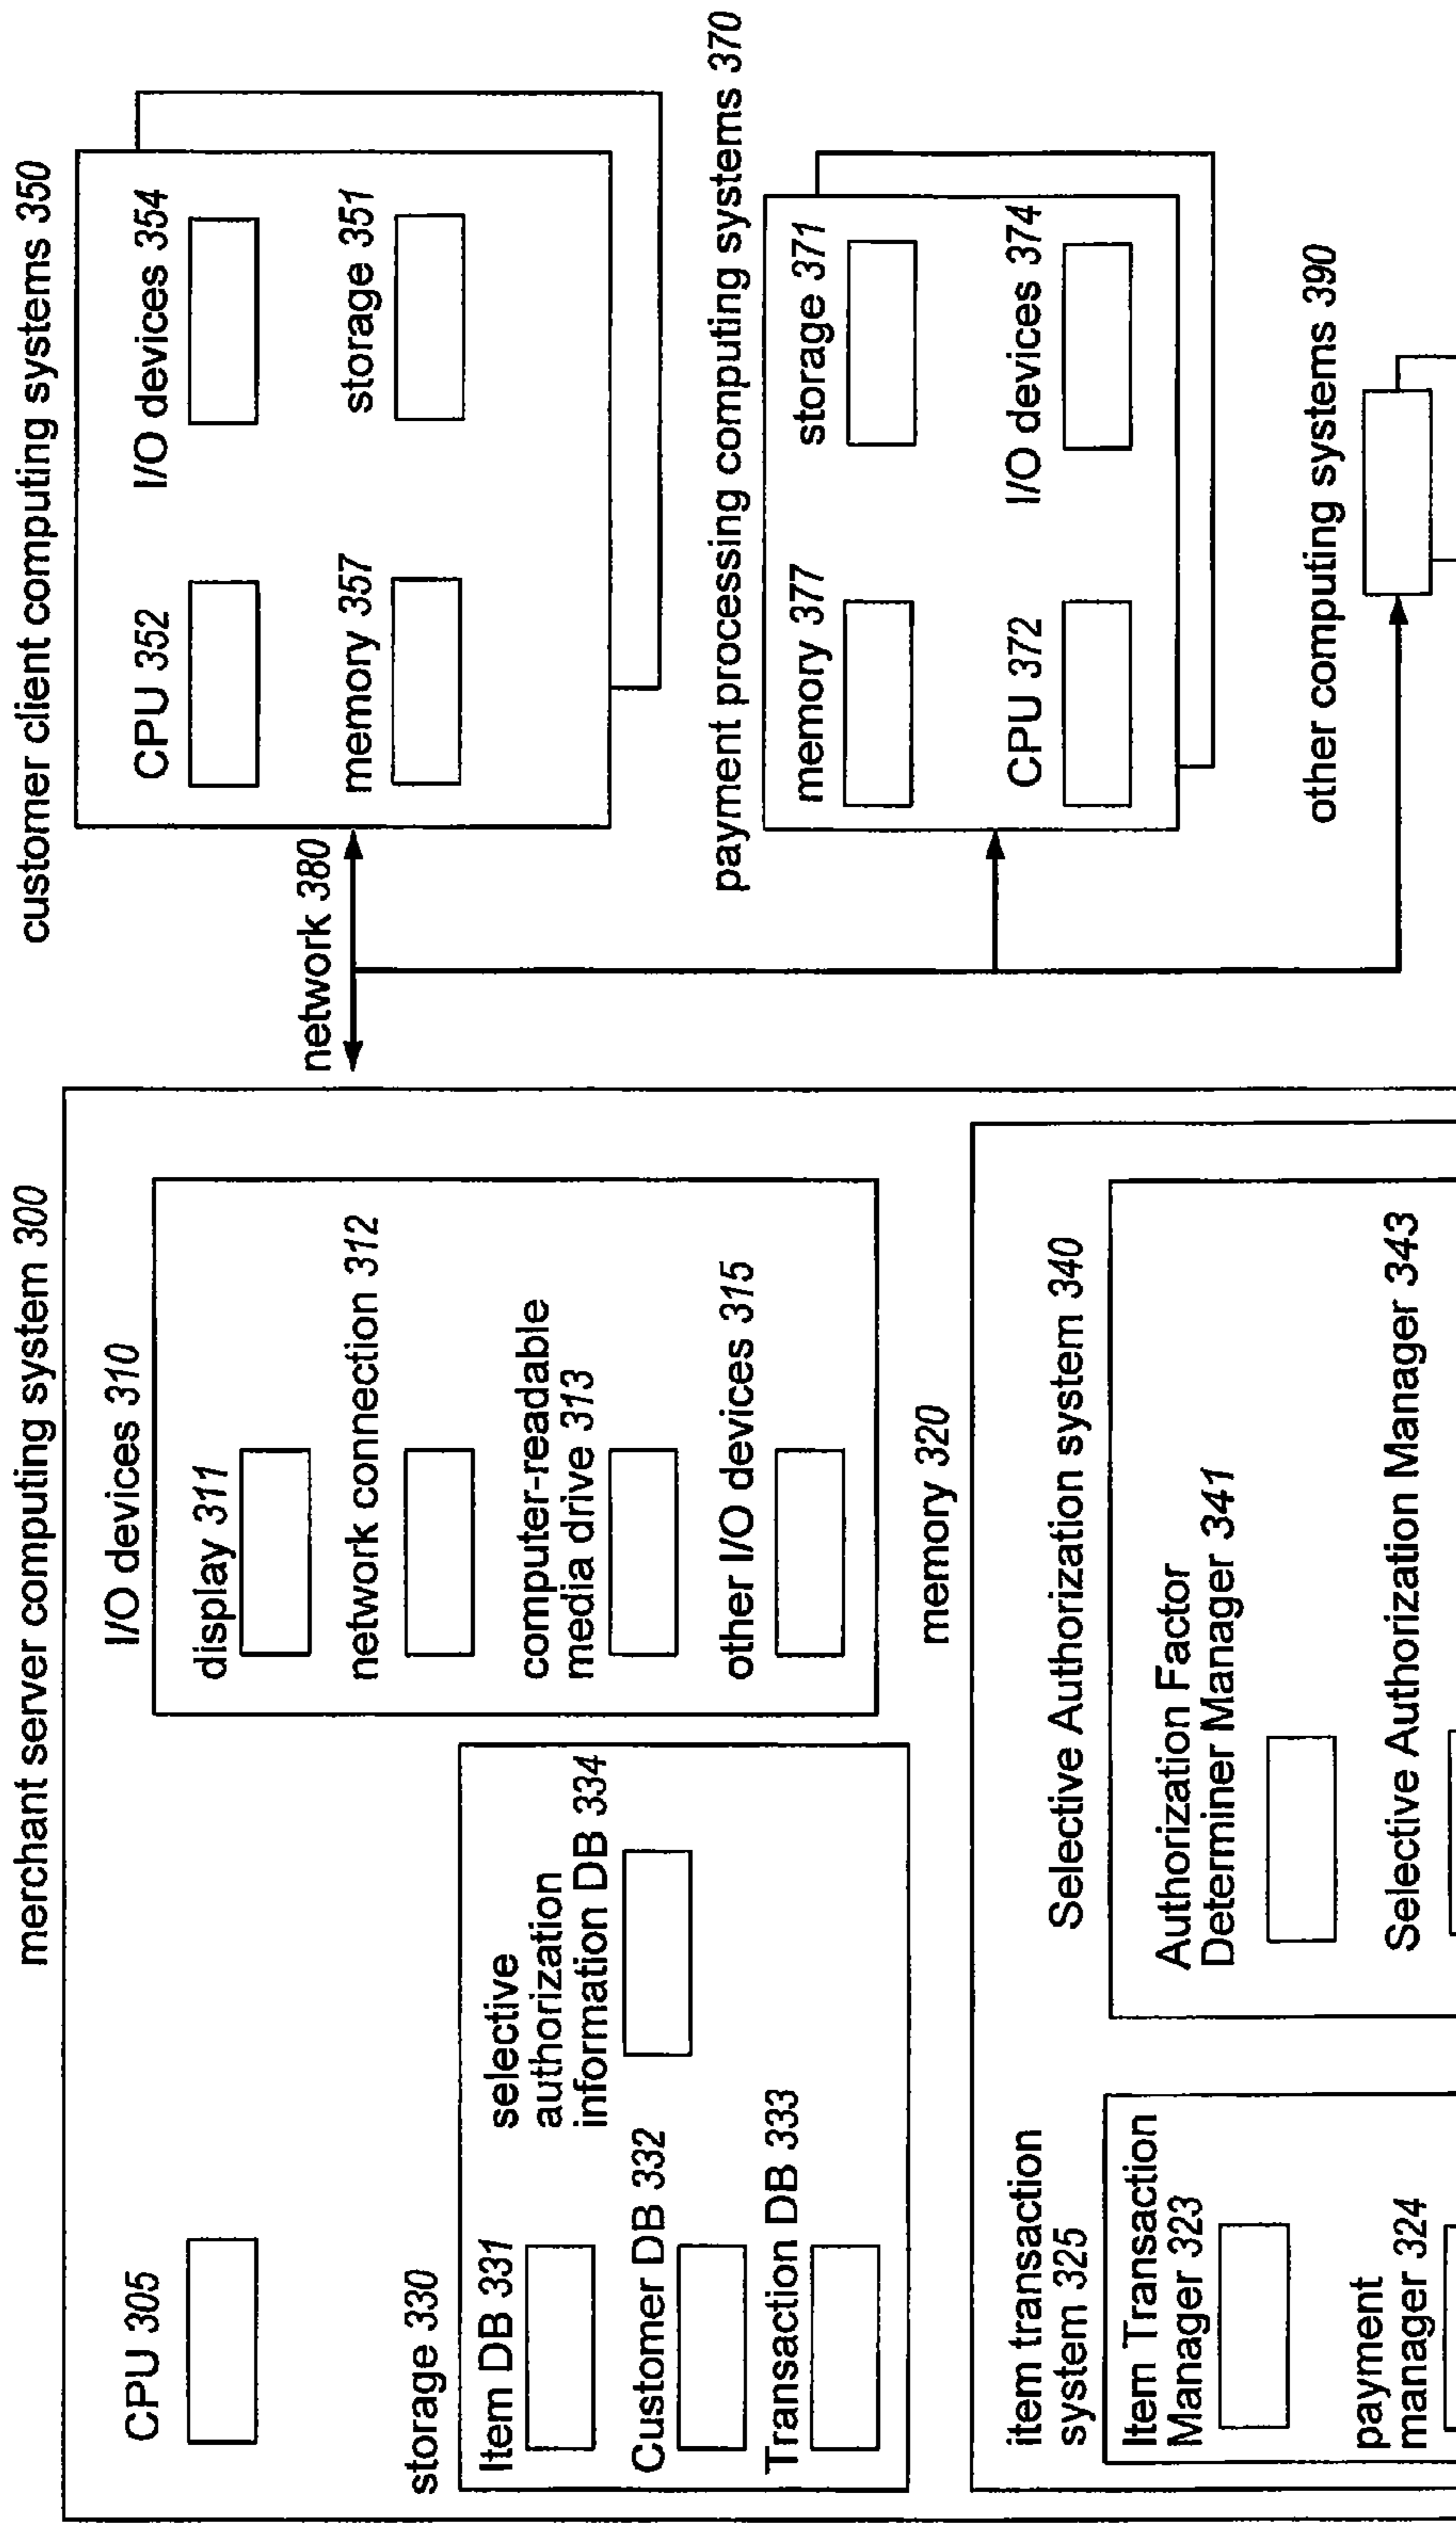 merchant server computing system 300
CPU 305
I/O devices 310
display 311
network connection 312
computer-readable
media drive 313
other I/O devices 315
storage 330
Item DB 331
Customer DB 332
Transaction DB 333
selective
authorization
information DB 334
memory 320
item transaction
system 325
Item Transaction
Manager 323
payment
manager 324
Selective Authorization system 340
Authorization Factor
Determiner Manager 341
Selective Authorization Manager 343
network 380
customer client computing systems 350
CPU 352
I/O devices 354
memory 357
storage 351
payment processing computing systems 370
memory 377
storage 371
CPU 372
I/O devices 374
other computing systems 390